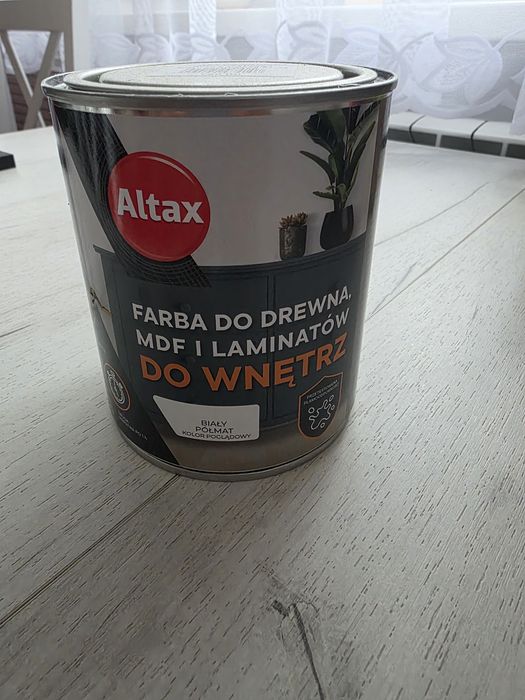 Altax
FARBA DO DREWNA,
MDF I LAMINATÓW
DO WNĘTRZ
BIAŁY
PÓŁMAT
KOLOR POGLĄDOWY